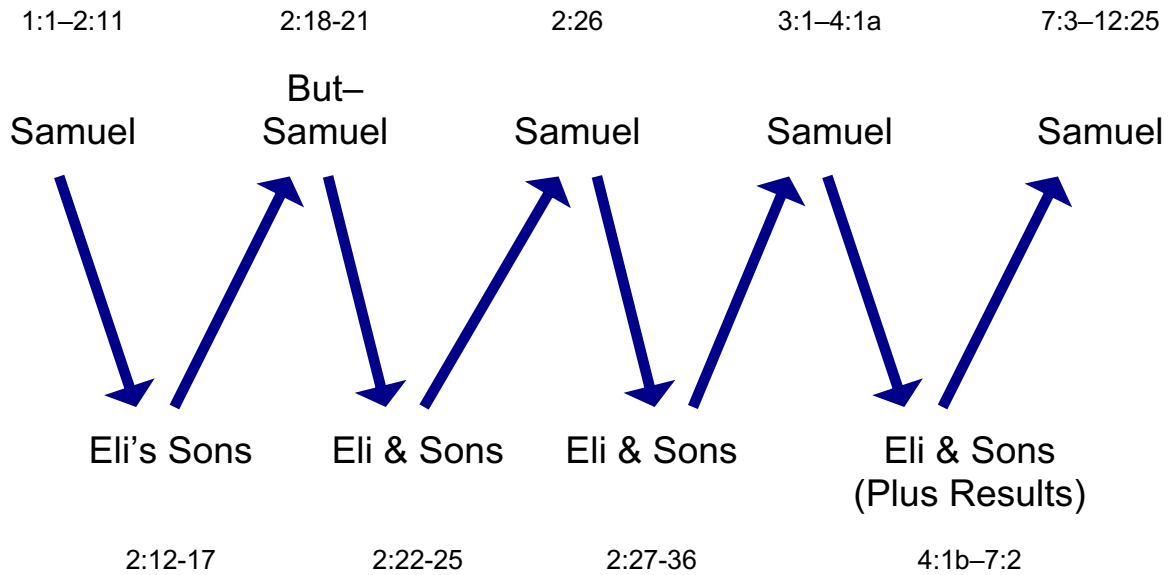 1:1–2:11 2:18-21 2:26 3:1–4:1a 7:3–12:25
But–
Samuel Samuel Samuel Samuel Samuel
Eli’s Sons Eli & Sons Eli & Sons Eli & Sons
(Plus Results)
2:12-17 2:22-25 2:27-36 4:1b–7:2